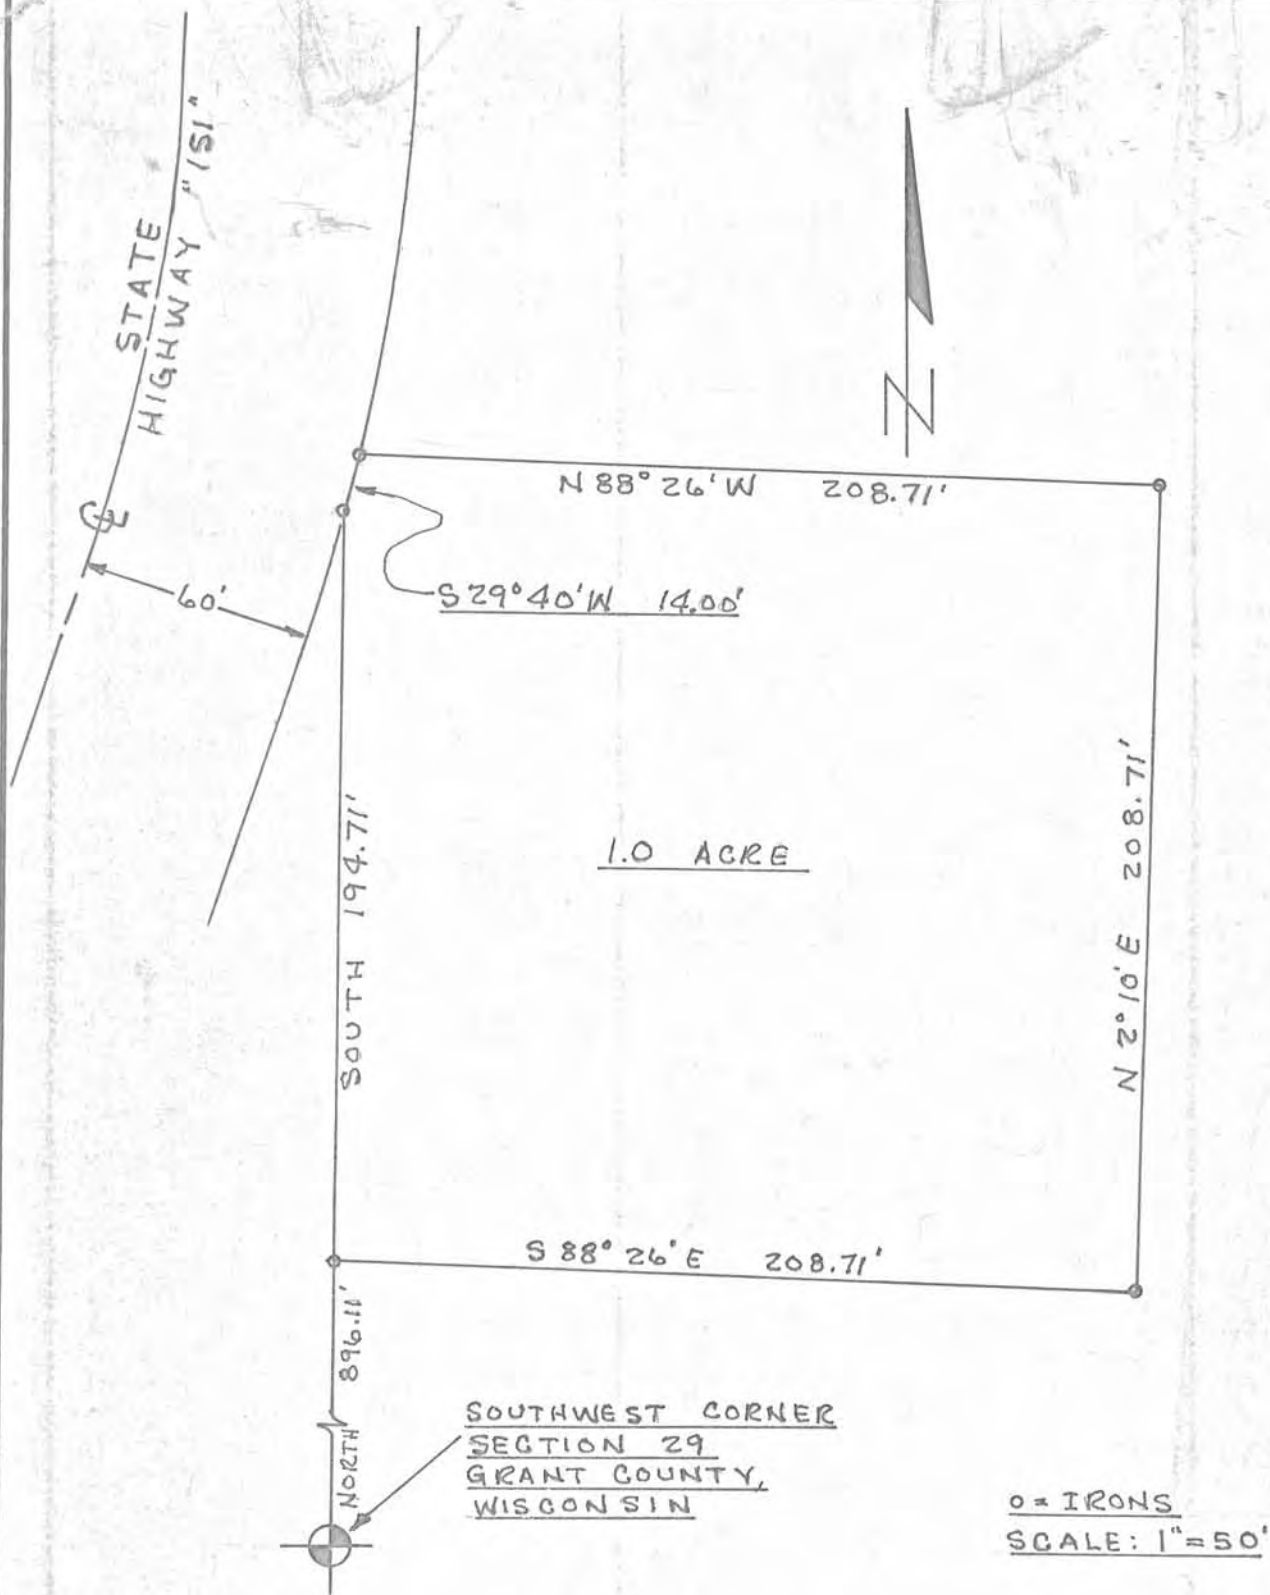 STATE
HIGHWAY "151"
N
N 88° 26' W 208.71'
60'
S 29° 40' W 14.00'
SOUTH 194.71'
1.0 ACRE
N 2° 10' E 208.71'
S 88° 26' E 208.71'
NORTH 896.11'
SOUTHWEST CORNER
SECTION 29
GRANT COUNTY,
WISCONSIN
o = IRONS
SCALE: 1" = 50'